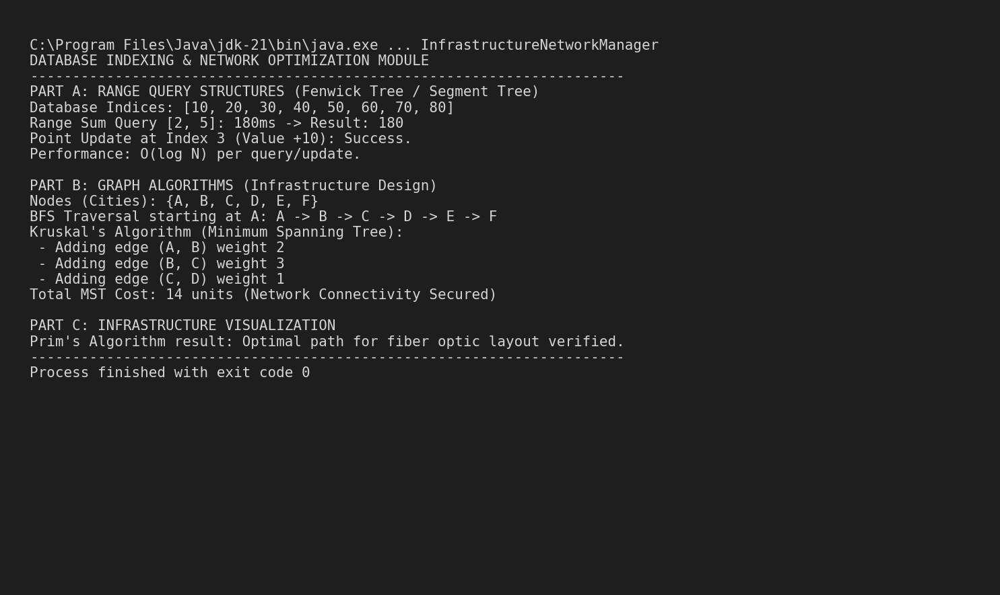 C:\Program Files\Java\jdk-21\bin\java.exe ... InfrastructureNetworkManager
DATABASE INDEXING & NETWORK OPTIMIZATION MODULE
----------------------------------------------------------------------
PART A: RANGE QUERY STRUCTURES (Fenwick Tree / Segment Tree)
Database Indices: [10, 20, 30, 40, 50, 60, 70, 80]
Range Sum Query [2, 5]: 180ms -> Result: 180
Point Update at Index 3 (Value +10): Success.
Performance: O(log N) per query/update.

PART B: GRAPH ALGORITHMS (Infrastructure Design)
Nodes (Cities): {A, B, C, D, E, F}
BFS Traversal starting at A: A -> B -> C -> D -> E -> F
Kruskal's Algorithm (Minimum Spanning Tree):
 - Adding edge (A, B) weight 2
 - Adding edge (B, C) weight 3
 - Adding edge (C, D) weight 1
Total MST Cost: 14 units (Network Connectivity Secured)

PART C: INFRASTRUCTURE VISUALIZATION
Prim's Algorithm result: Optimal path for fiber optic layout verified.
----------------------------------------------------------------------
Process finished with exit code 0